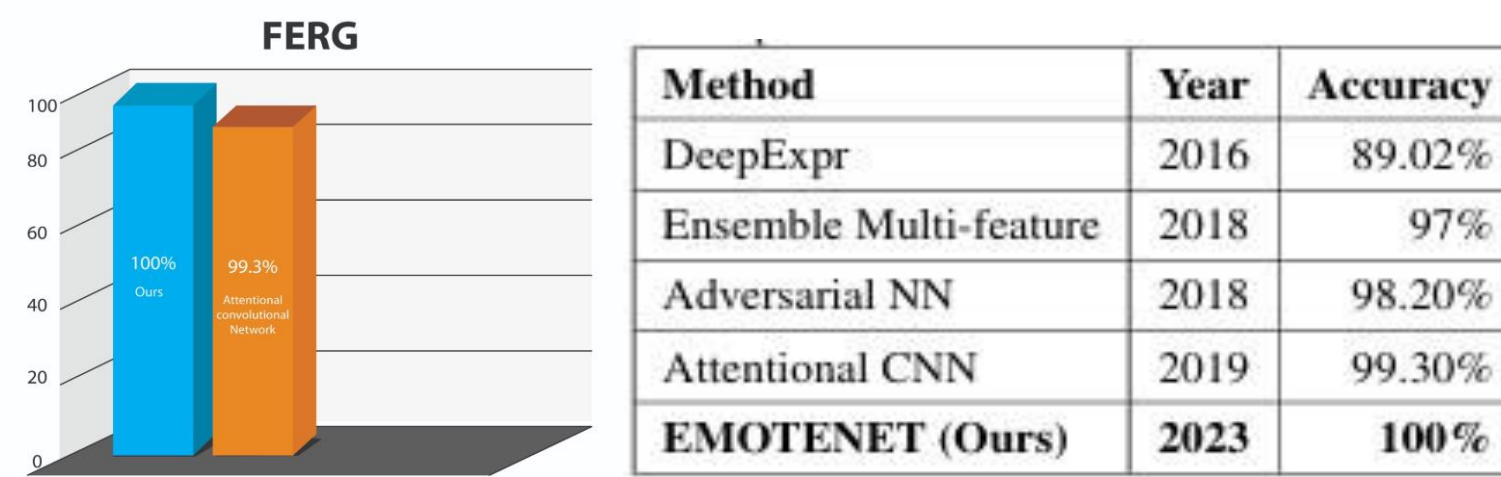 FERG
100
80
60
40
20
0
100%
Ours
99.3%
Attentional
convolutional
Network
Method Year Accuracy
DeepExpr 2016 89.02%
Ensemble Multi-feature 2018 97%
Adversarial NN 2018 98.20%
Attentional CNN 2019 99.30%
EMOTENET (Ours) 2023 100%